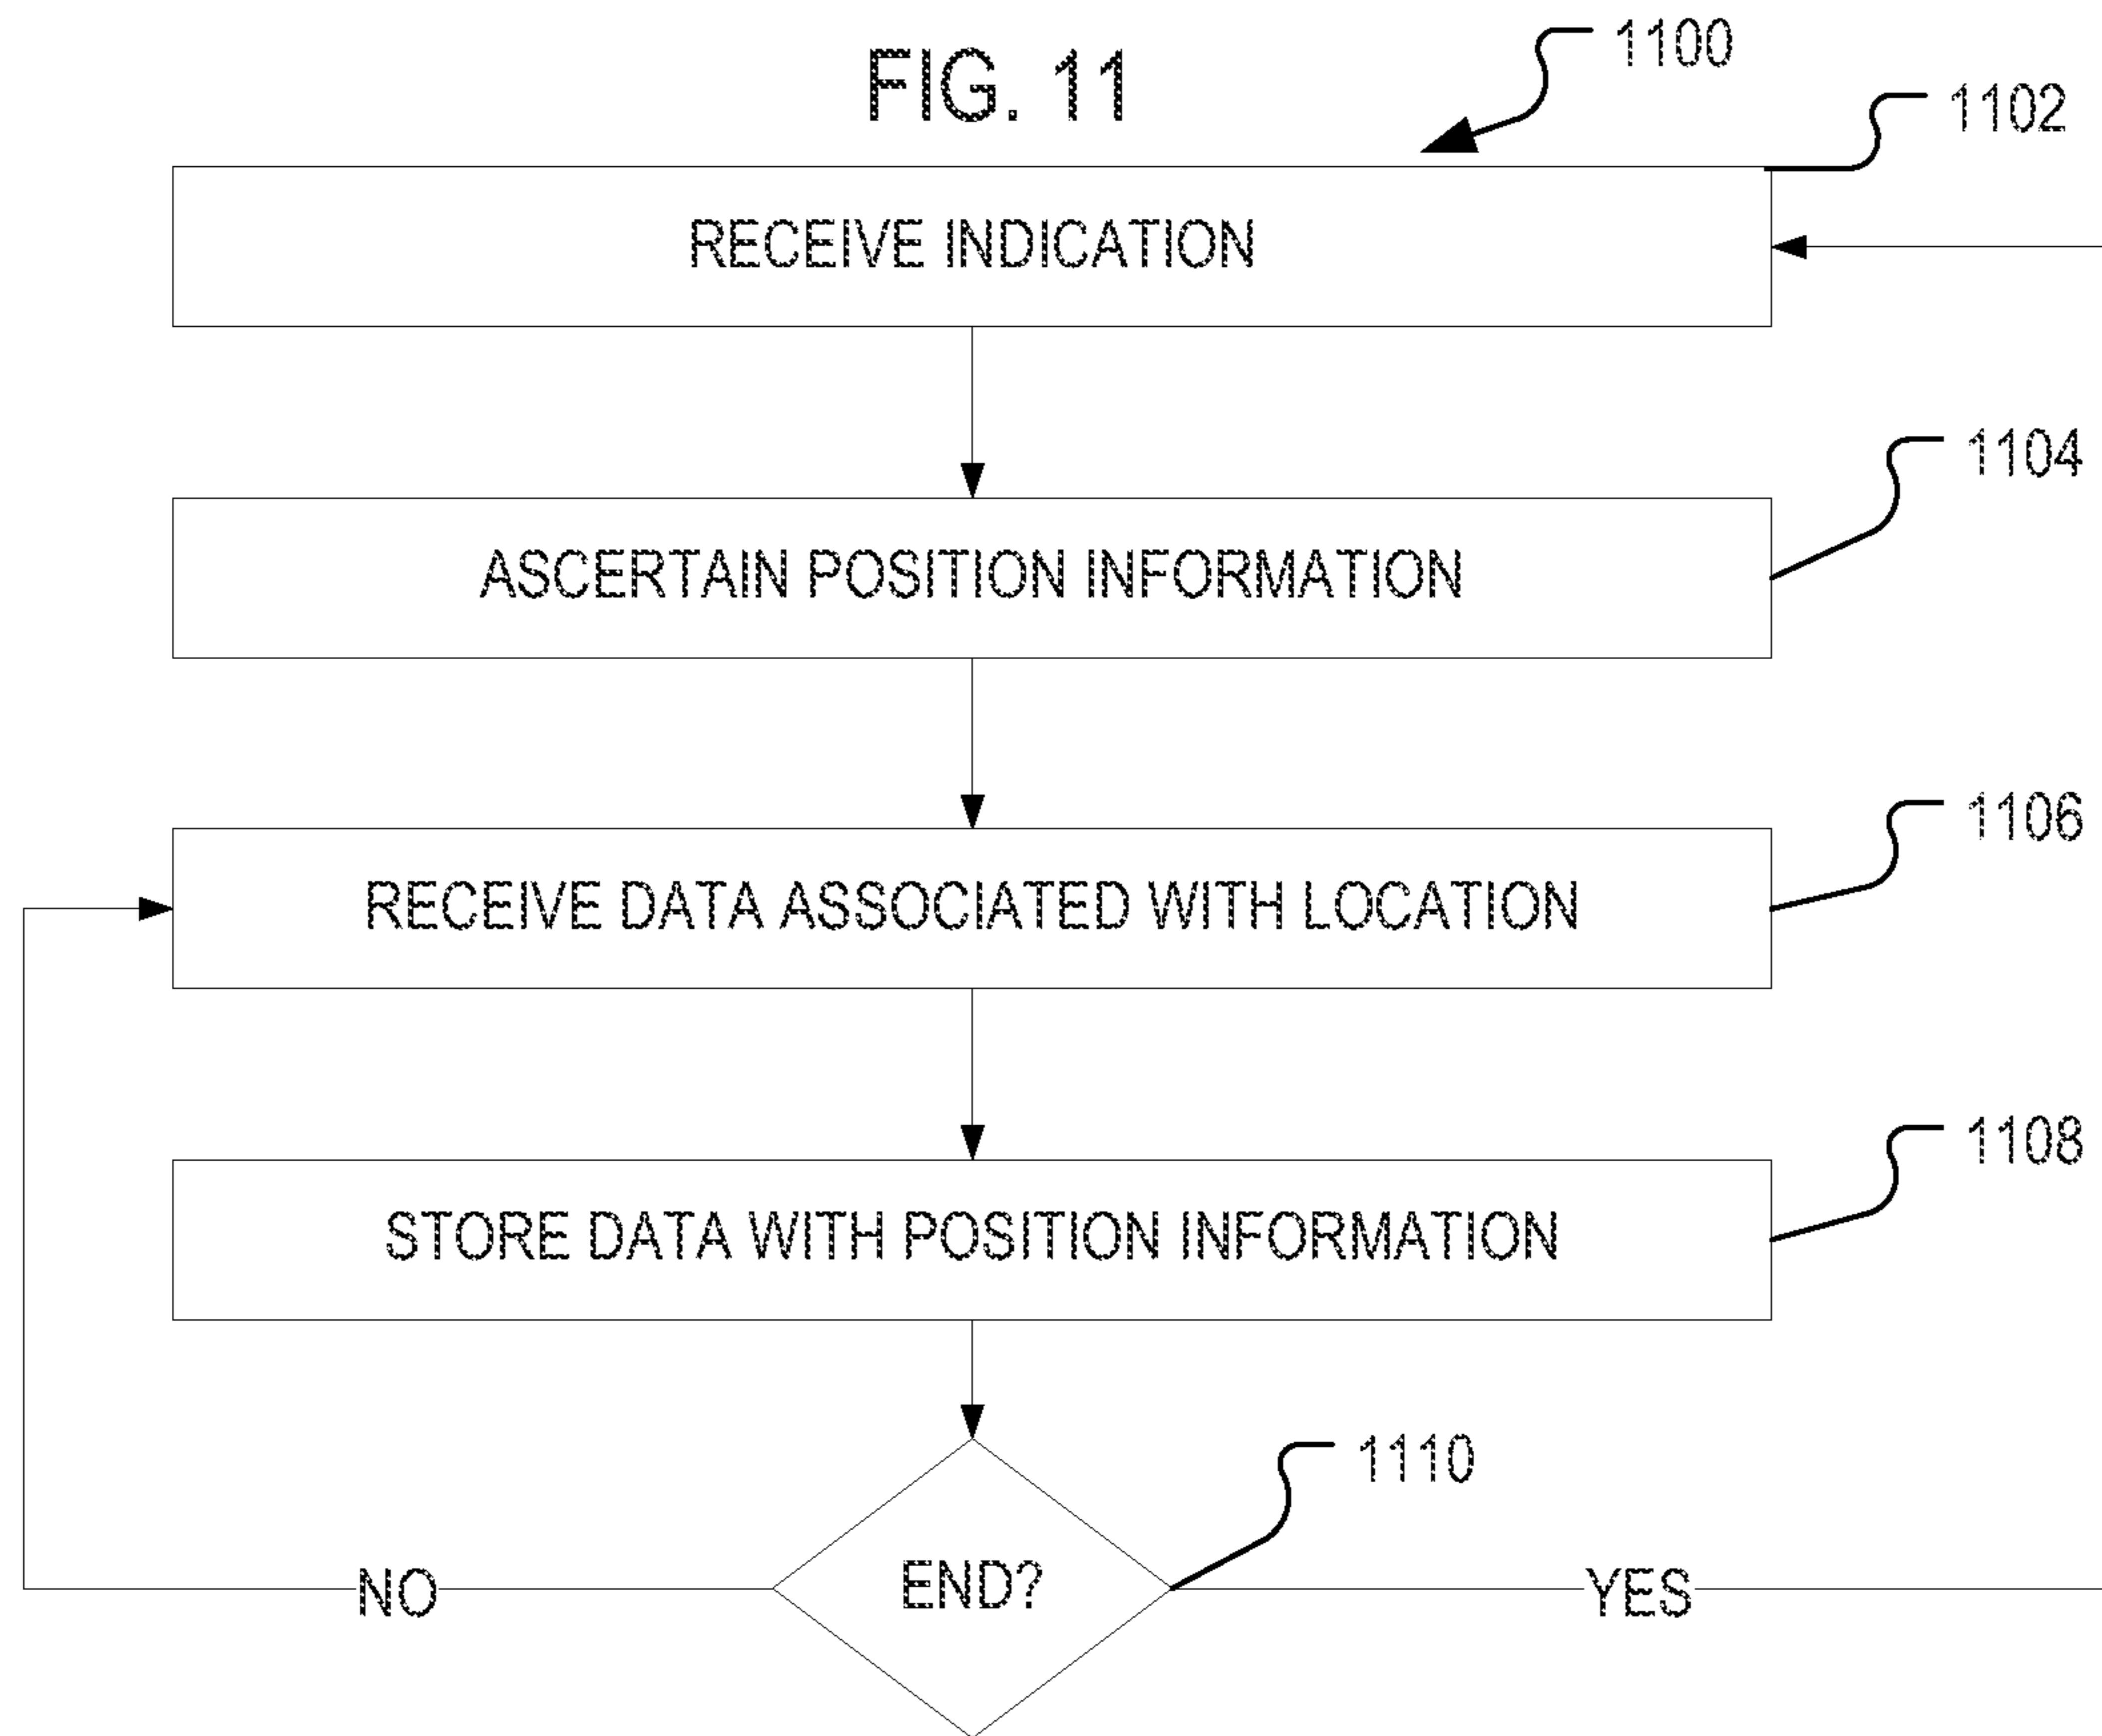 FIG. 11
1100
1102
RECEIVE INDICATION
1104
ASCERTAIN POSITION INFORMATION
1106
RECEIVE DATA ASSOCIATED WITH LOCATION
1108
STORE DATA WITH POSITION INFORMATION
1110
END?
NO
YES